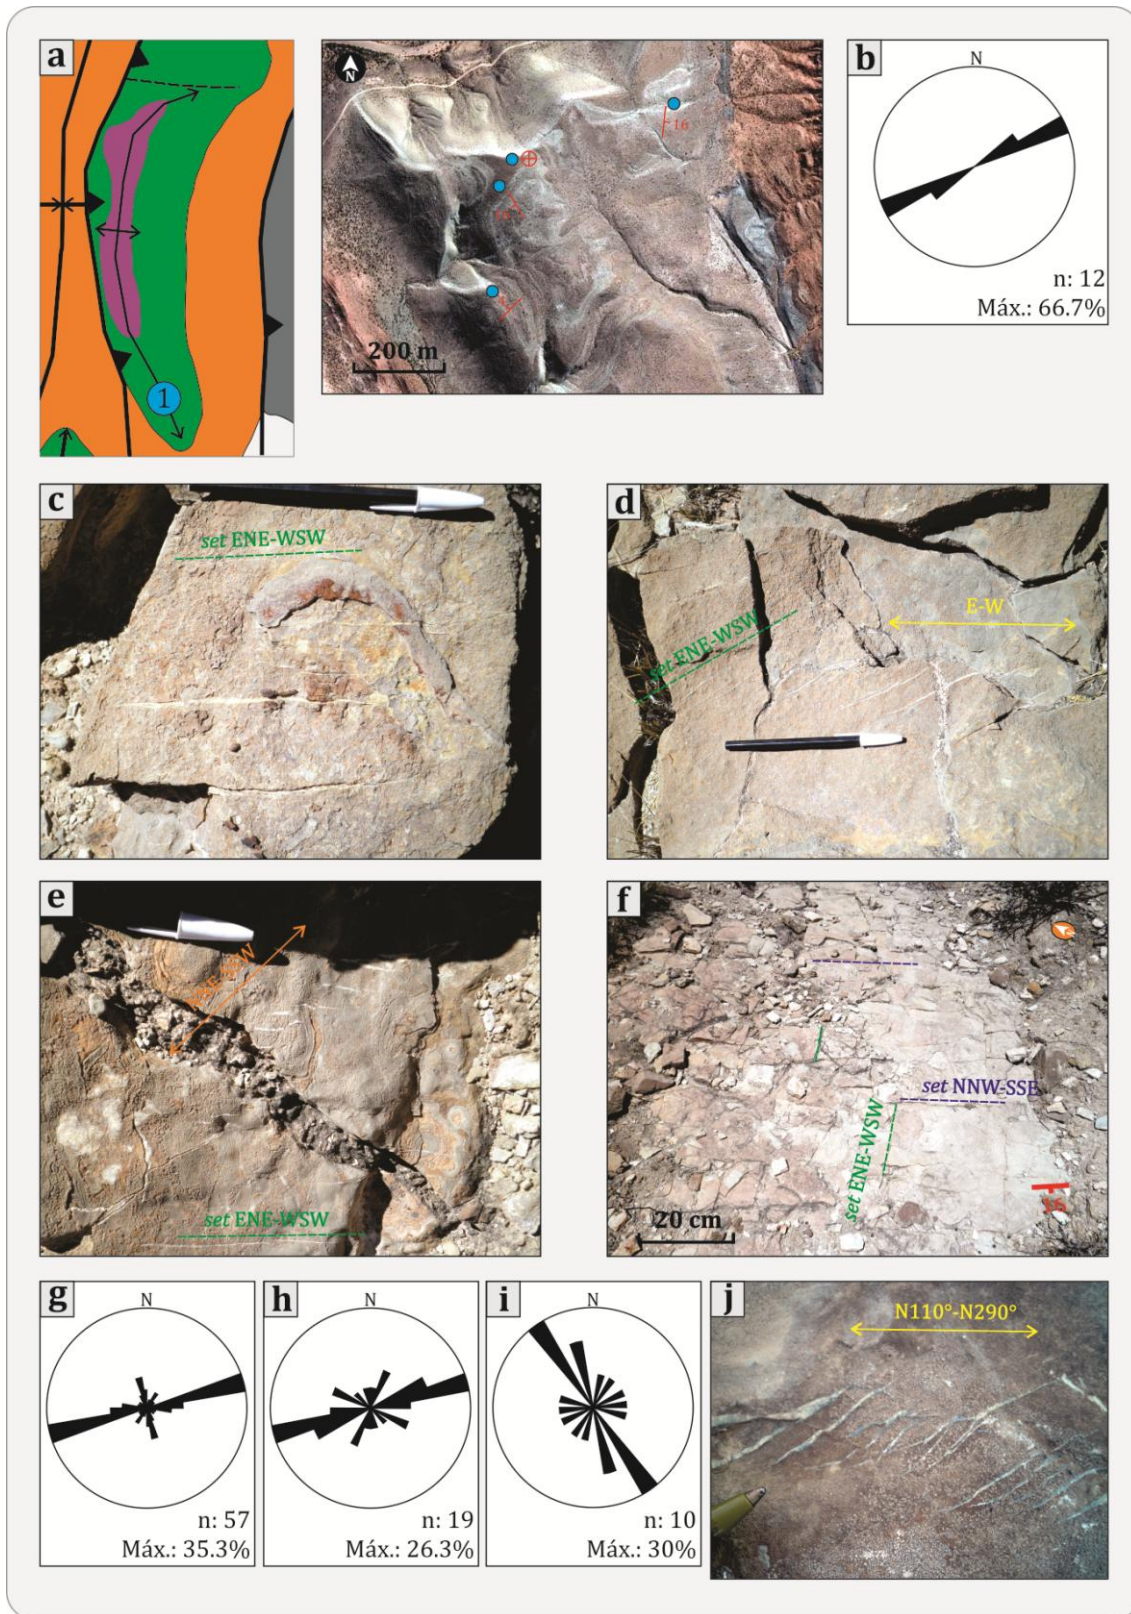 a
1
N
16
200 m
b
N
n: 12
Máx.: 66.7%
c
set ENE-WSW
d
set ENE-WSW
E-W
e
set ENE-WSW
f
set NNW-SSE
set ENE-WSW
16
20 cm
g
N
n: 57
Máx.: 35.3%
h
N
n: 19
Máx.: 26.3%
i
N
n: 10
Máx.: 30%
j
N110°-N290°